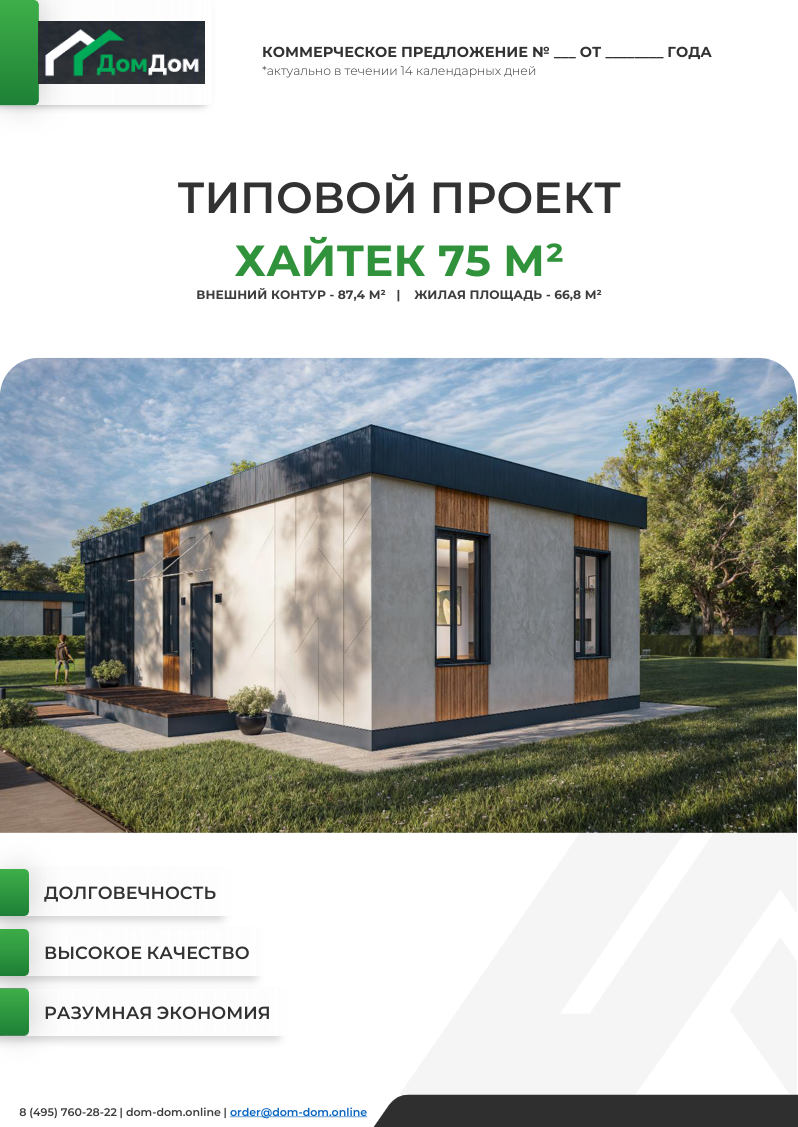 ДомДом
КОММЕРЧЕСКОЕ ПРЕДЛОЖЕНИЕ № ___ ОТ ________ ГОДА
*актуально в течении 14 календарных дней
ТИПОВОЙ ПРОЕКТ
ХАЙТЕК 75 М²
ВНЕШНИЙ КОНТУР - 87,4 М² | ЖИЛАЯ ПЛОЩАДЬ - 66,8 М²
ДОЛГОВЕЧНОСТЬ
ВЫСОКОЕ КАЧЕСТВО
РАЗУМНАЯ ЭКОНОМИЯ
8 (495) 760-28-22 | dom-dom.online | order@dom-dom.online